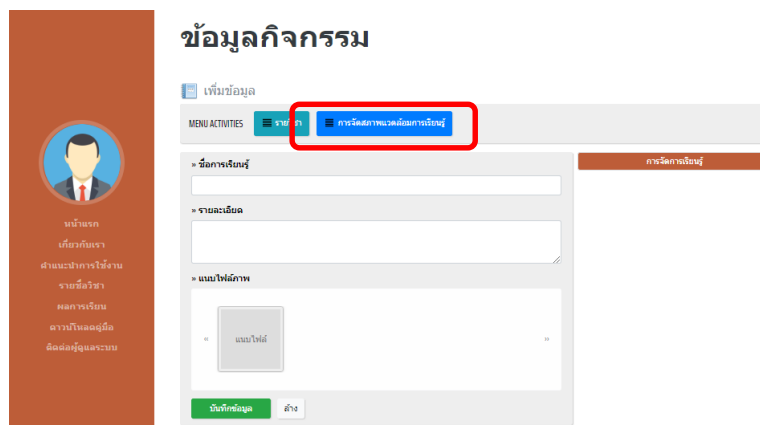 ข้อมูลกิจกรรม
เพิ่มข้อมูล
MENU ACTIVITIES รายวิชา การจัดสภาพแวดล้อมการเรียนรู้
» ชื่อการเรียนรู้
» รายละเอียด
» แนบไฟล์ภาพ
« แนบไฟล์ »
บันทึกข้อมูล ล้าง
การจัดการเรียนรู้
หน้าแรก
เกี่ยวกับเรา
คำแนะนำการใช้งาน
รายชื่อวิชา
ผลการเรียน
ดาวน์โหลดคู่มือ
ติดต่อผู้ดูแลระบบ